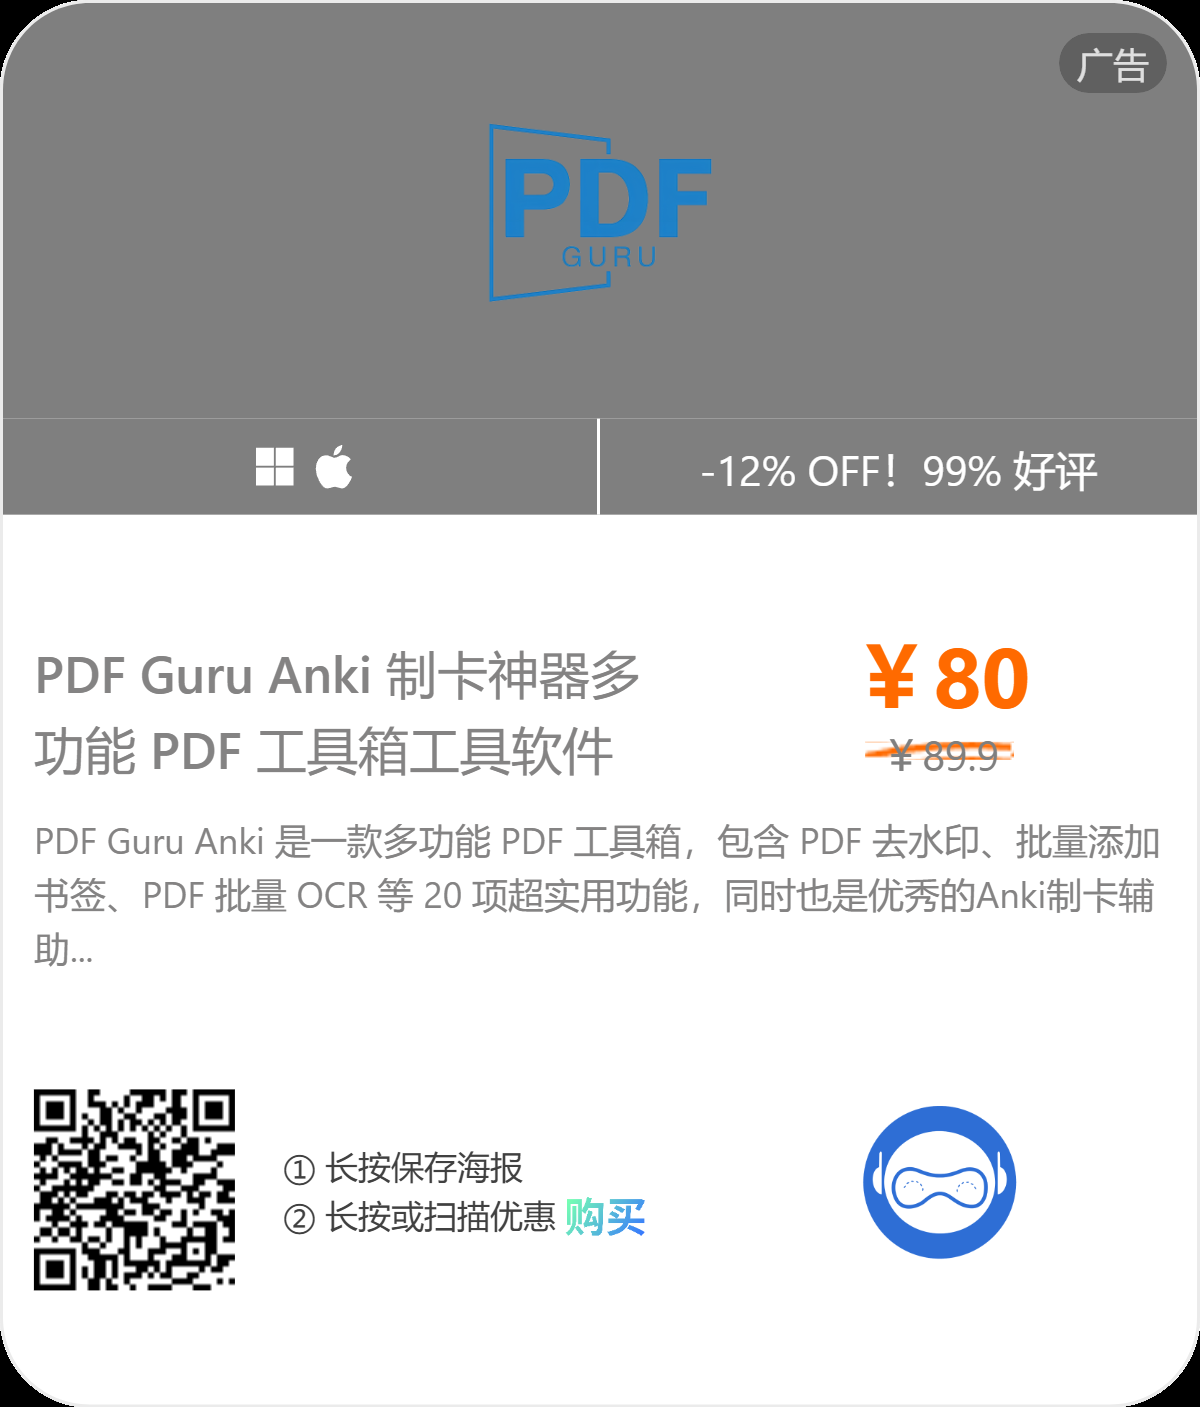 广告
PDF
GURU
-12% OFF！99% 好评
PDF Guru Anki 制卡神器多
功能 PDF 工具箱工具软件
¥ 80
¥ 89.9
PDF Guru Anki 是一款多功能 PDF 工具箱，包含 PDF 去水印、批量添加
书签、PDF 批量 OCR 等 20 项超实用功能，同时也是优秀的Anki制卡辅
助...
① 长按保存海报
② 长按或扫描优惠 购买